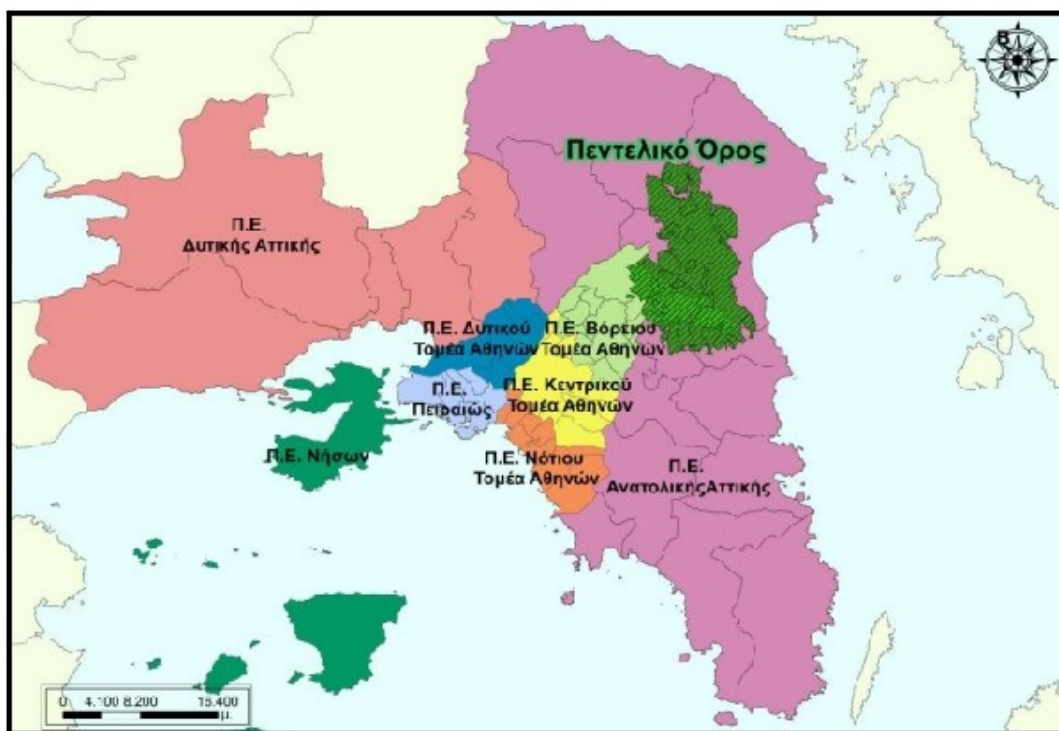 Β
Πεντελικό Όρος
Π.Ε.
Δυτικής Αττικής
Π.Ε. Δυτικού
Τομέα Αθηνών
Π.Ε. Βόρειου
Τομέα Αθηνών
Π.Ε.
Πειραιώς
Π.Ε. Κεντρικού
Τομέα Αθηνών
Π.Ε. Νήσων
Π.Ε. Νότιου
Τομέα Αθηνών
Π.Ε.
ΑνατολικήςΑττικής
0 4.100 8.200 16.400
μ.